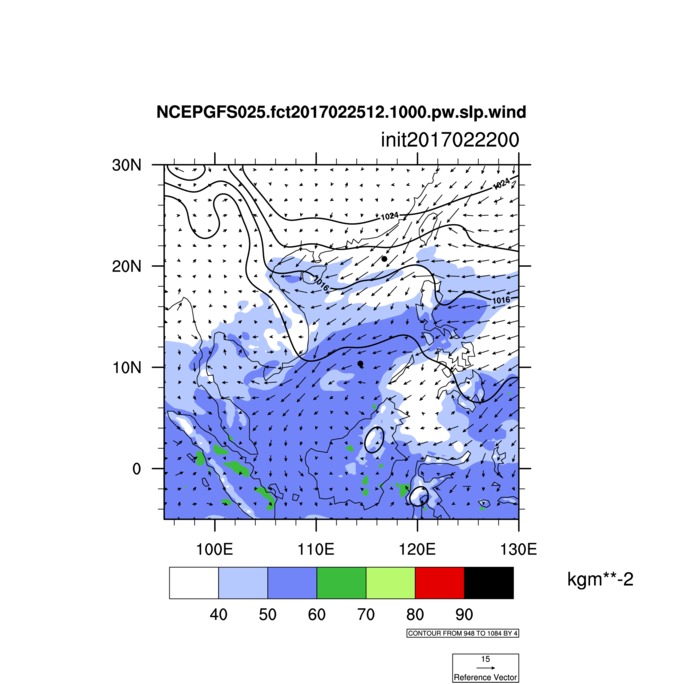 NCEPGFS025.fct2017022512.1000.pw.slp.wind
init2017022200
30N
1024
1024
20N
1016
1016
10N
0
100E 110E 120E 130E
kgm**-2
40 50 60 70 80 90
CONTOUR FROM 948 TO 1084 BY 4
15
Reference Vector